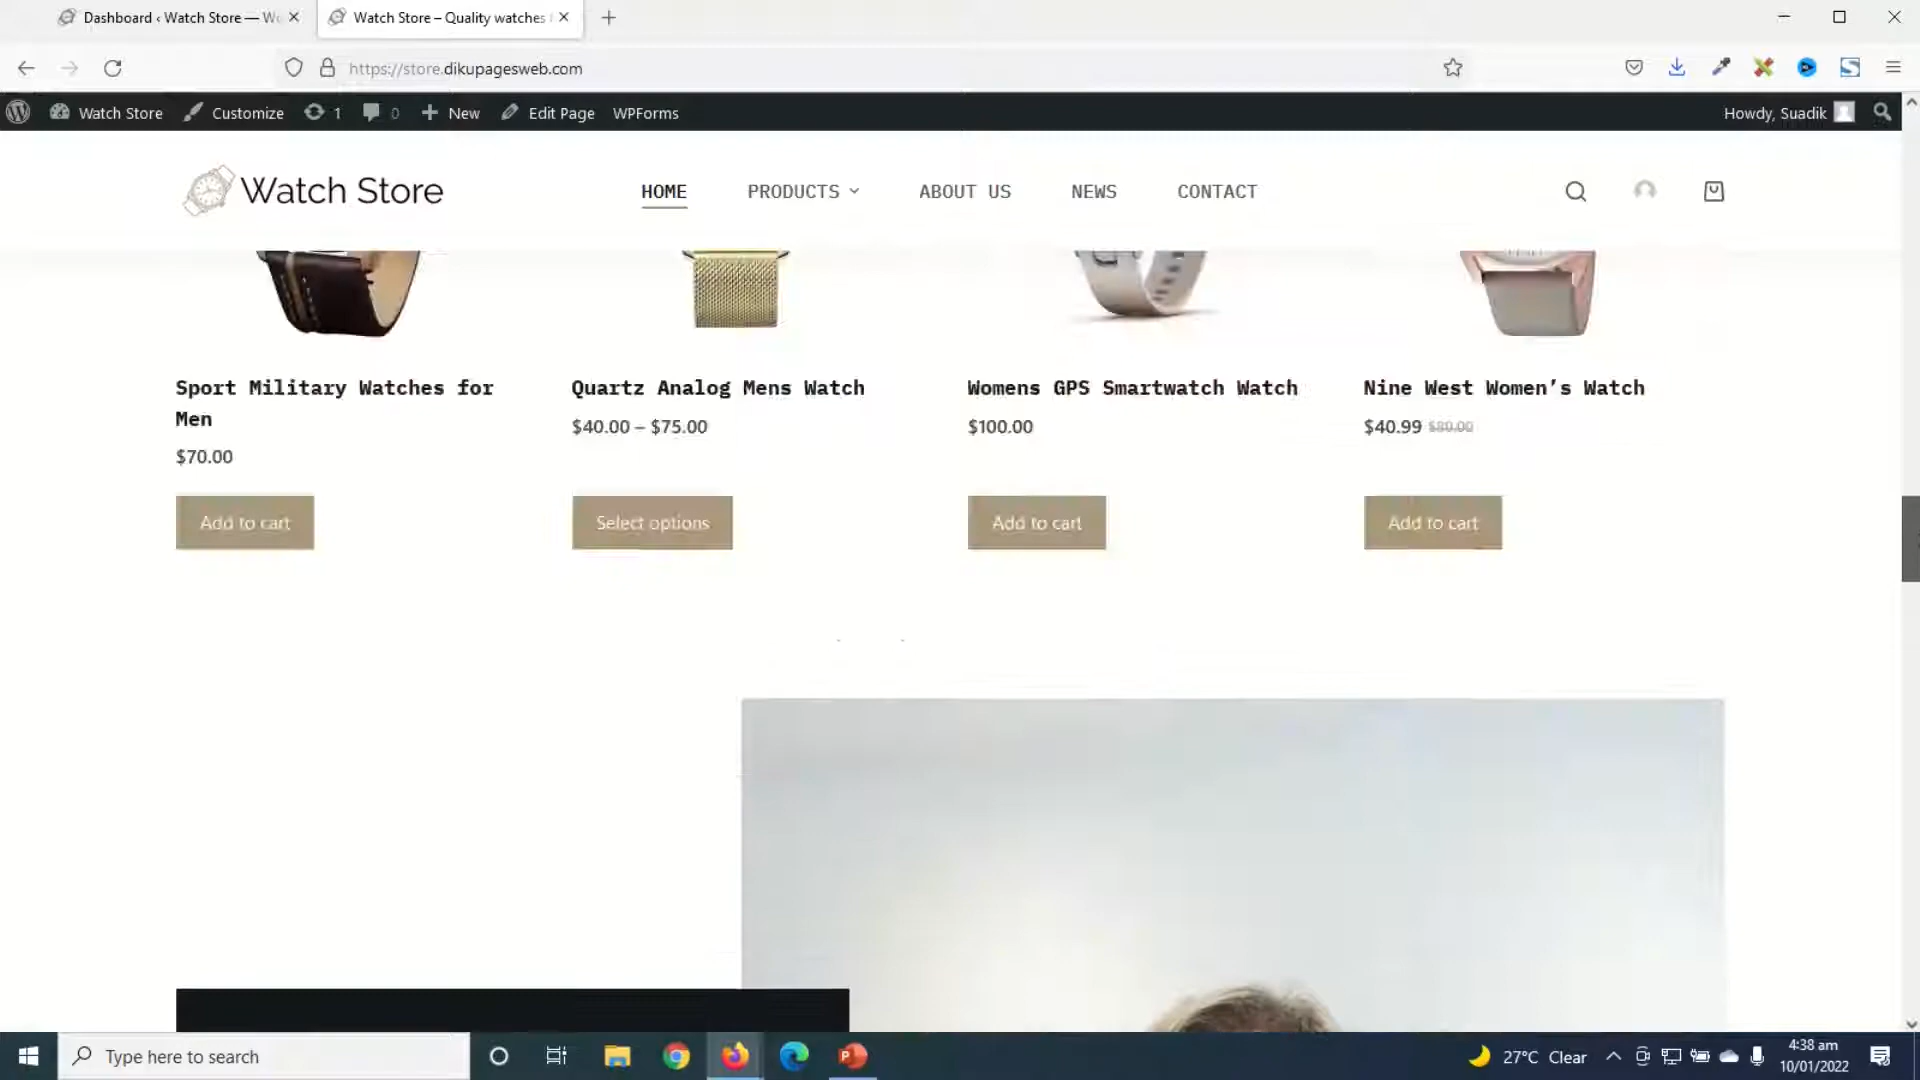 Dashboard ‹ Watch Store — Wo
Watch Store – Quality watches
https://store.dikupagesweb.com
Watch Store
Customize
1
0
New
Edit Page
WPForms
Howdy, Suadik
Watch Store
HOME
PRODUCTS
ABOUT US
NEWS
CONTACT
Sport Military Watches for
Men
$70.00
Add to cart
Quartz Analog Mens Watch
$40.00 – $75.00
Select options
Womens GPS Smartwatch Watch
$100.00
Add to cart
Nine West Women’s Watch
$40.99 $80.00
Add to cart
Type here to search
27°C Clear
4:38 am
10/01/2022